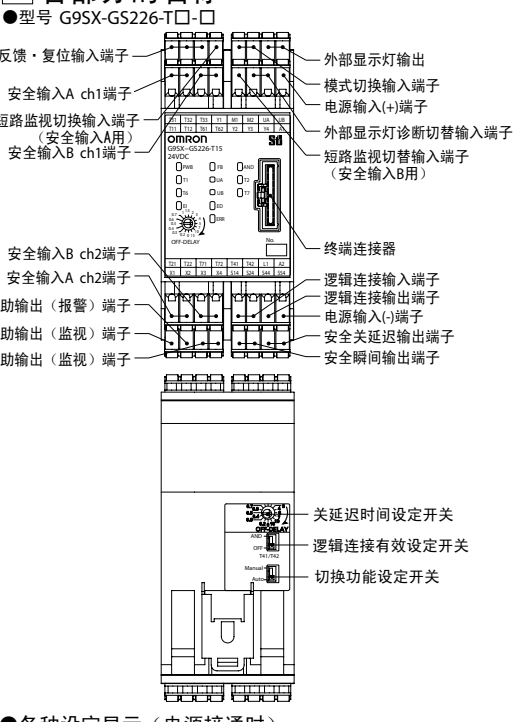 ●型号 G9SX-GS226-T□-□
反馈・复位输入端子
安全输入A ch1端子
短路监视切换输入端子
（安全输入A用）
安全输入B ch1端子
外部显示灯输出
模式切换输入端子
电源输入(+)端子
外部显示灯诊断切替输入端子
短路监视切替输入端子
（安全输入B用）
T31 T32 T33 Y1 M1 M2 UA UB
T11 T12 T61 T62 Y2 Y3 Y4
OMRON
G9SX-GS226-T15
24VDC
PWB FB AND
T1 UA T2
T6 UB T7
EI ED
ERR
OFF-DELAY
No.
终端连接器
T21 T22 T71 T72 T41 T42 L1 A2
X1 X2 X3 X4 S14 S24 S44 S54
安全输入B ch2端子
安全输入A ch2端子
助输出（报警）端子
助输出（监视）端子
助输出（监视）端子
逻辑连接输入端子
逻辑连接输出端子
电源输入(-)端子
安全关延迟输出端子
安全瞬间输出端子
OFF-DELAY
AND
OFF
T41/T42
Manual
Auto
关延迟时间设定开关
逻辑连接有效设定开关
切换功能设定开关
●各种设定显示（电源接通时）